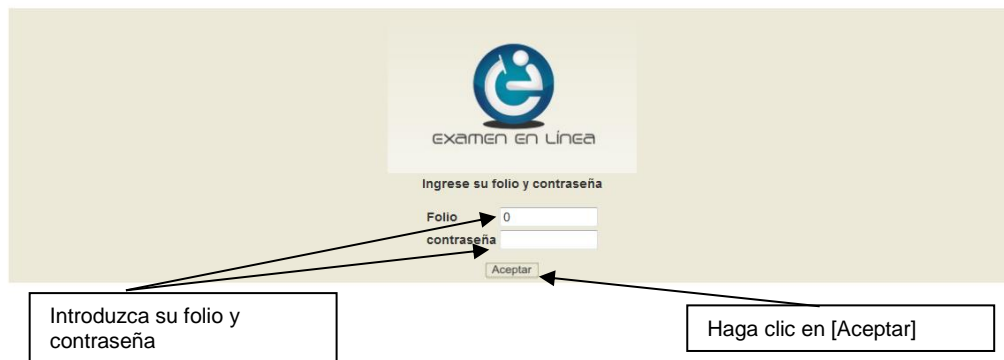 Examen en Línea
Ingrese su folio y contraseña
Folio 0
contraseña
Aceptar
Introduzca su folio y
contraseña
Haga clic en [Aceptar]